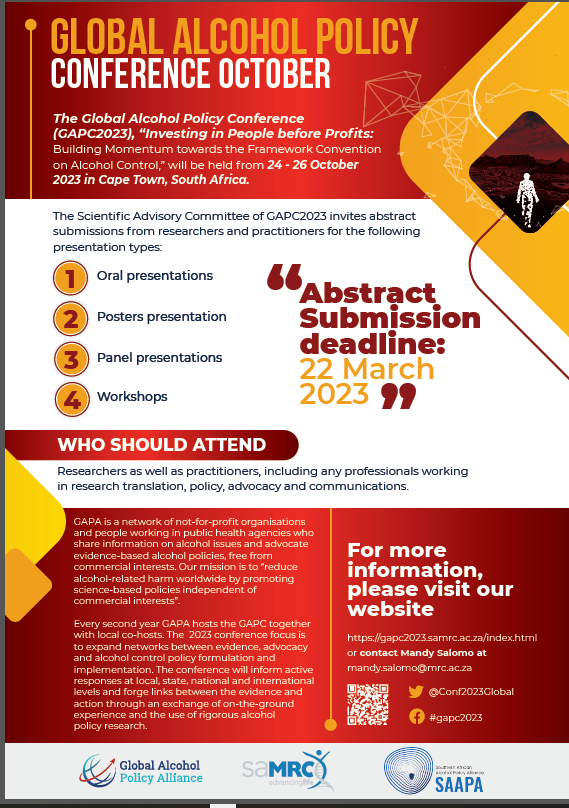 GLOBAL ALCOHOL POLICY
CONFERENCE OCTOBER
The Global Alcohol Policy Conference
(GAPC2023), “Investing in People before Profits:
Building Momentum towards the Framework Convention
on Alcohol Control,” will be held from 24 - 26 October
2023 in Cape Town, South Africa.
The Scientific Advisory Committee of GAPC2023 invites abstract
submissions from researchers and practitioners for the following
presentation types:
1 Oral presentations
2 Posters presentation
3 Panel presentations
4 Workshops
“Abstract
Submission
deadline:
22 March
2023 ”
WHO SHOULD ATTEND
Researchers as well as practitioners, including any professionals working
in research translation, policy, advocacy and communications.
GAPA is a network of not-for-profit organisations
and people working in public health agencies who
share information on alcohol issues and advocate
evidence-based alcohol policies, free from
commercial interests. Our mission is to “reduce
alcohol-related harm worldwide by promoting
science-based policies independent of
commercial interests”.
Every second year GAPA hosts the GAPC together
with local co-hosts. The 2023 conference focus is
to expand networks between evidence, advocacy
and alcohol control policy formulation and
implementation. The conference will inform active
responses at local, state, national and international
levels and forge links between the evidence and
action through an exchange of on-the-ground
experience and the use of rigorous alcohol
policy research.
For more
information,
please visit our
website
https://gapc2023.samrc.ac.za/index.html
or contact Mandy Salomo at
mandy.salomo@mrc.ac.za
@Conf2023Global
#gapc2023
Global Alcohol
Policy Alliance
saMRC
advancinglife
Southern African
Alcohol Policy Alliance
SAAPA